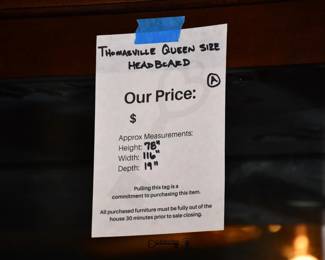 THOMASVILLE QUEEN SIZE
HEADBOARD
A
Our Price:
$
Approx Measurements:
Height: 78"
Width: 116"
Depth: 19"
Pulling this tag is a
commitment to purchasing this item.
All purchased furniture must be fully out of the
house 30 minutes prior to sale closing.